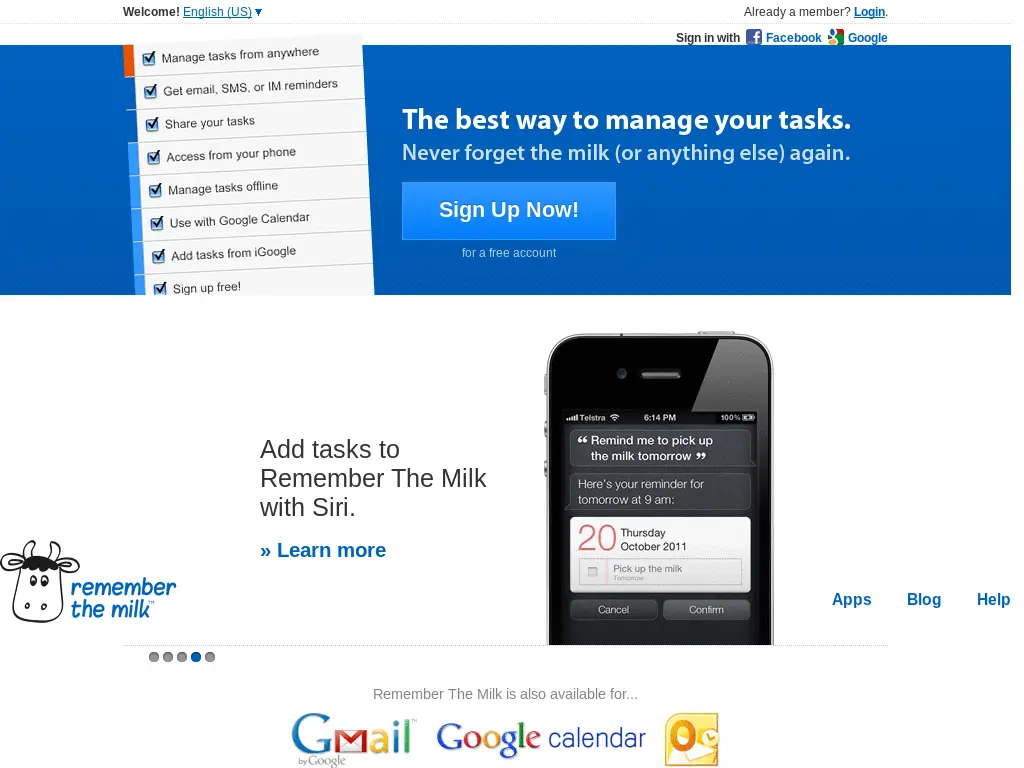 Welcome! English (US) ▾
Already a member? Login.
Sign in with Facebook Google
Manage tasks from anywhere
Get email, SMS, or IM reminders
Share your tasks
Access from your phone
Manage tasks offline
Use with Google Calendar
Add tasks from iGoogle
Sign up free!
The best way to manage your tasks.
Never forget the milk (or anything else) again.
Sign Up Now!
for a free account
Add tasks to
Remember The Milk
with Siri.
» Learn more
Telstra 6:14 PM 100%
“ Remind me to pick up
the milk tomorrow ”
Here's your reminder for
tomorrow at 9 am:
20 Thursday
October 2011
Pick up the milk
Tomorrow
Cancel Confirm
remember
the milk™
Apps Blog Help
Remember The Milk is also available for...
Gmail™
by Google
Google calendar